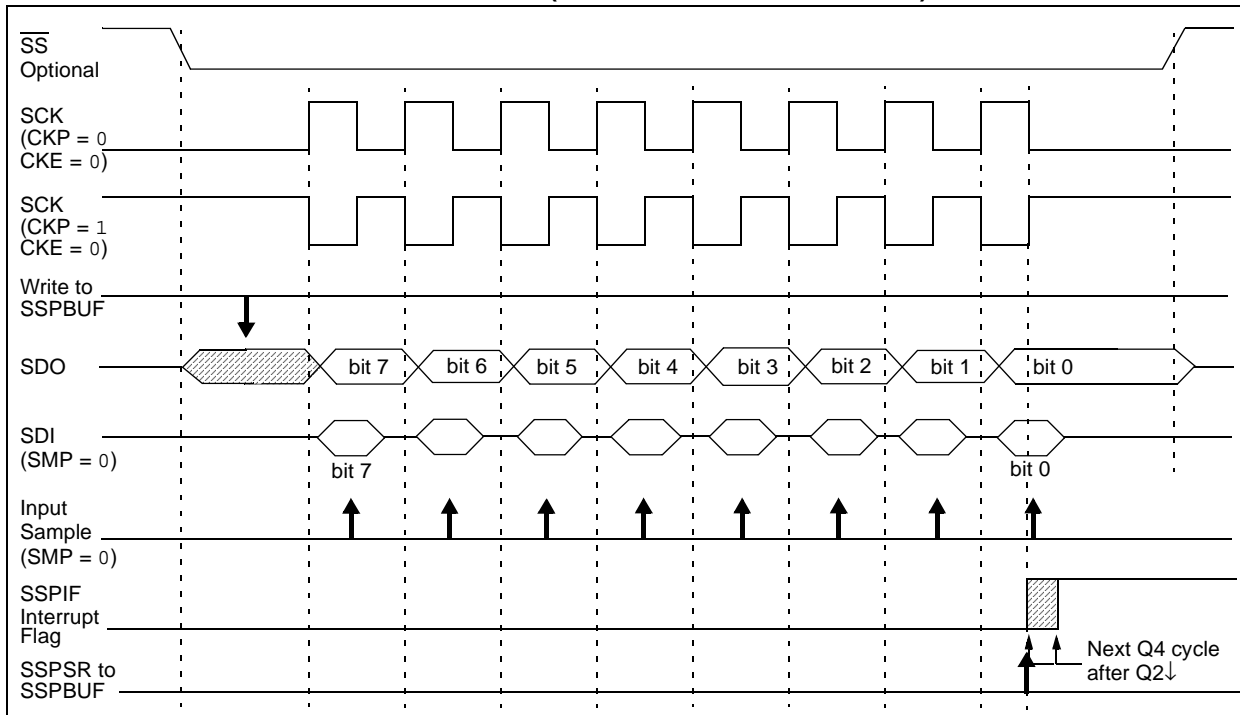 SS
Optional
SCK
(CKP = 0
CKE = 0)
SCK
(CKP = 1
CKE = 0)
Write to
SSPBUF
SDO
bit 7 bit 6 bit 5 bit 4 bit 3 bit 2 bit 1 bit 0
SDI
(SMP = 0)
bit 7 bit 0
Input
Sample
(SMP = 0)
SSPIF
Interrupt
Flag
Next Q4 cycle
after Q2↓
SSPSR to
SSPBUF